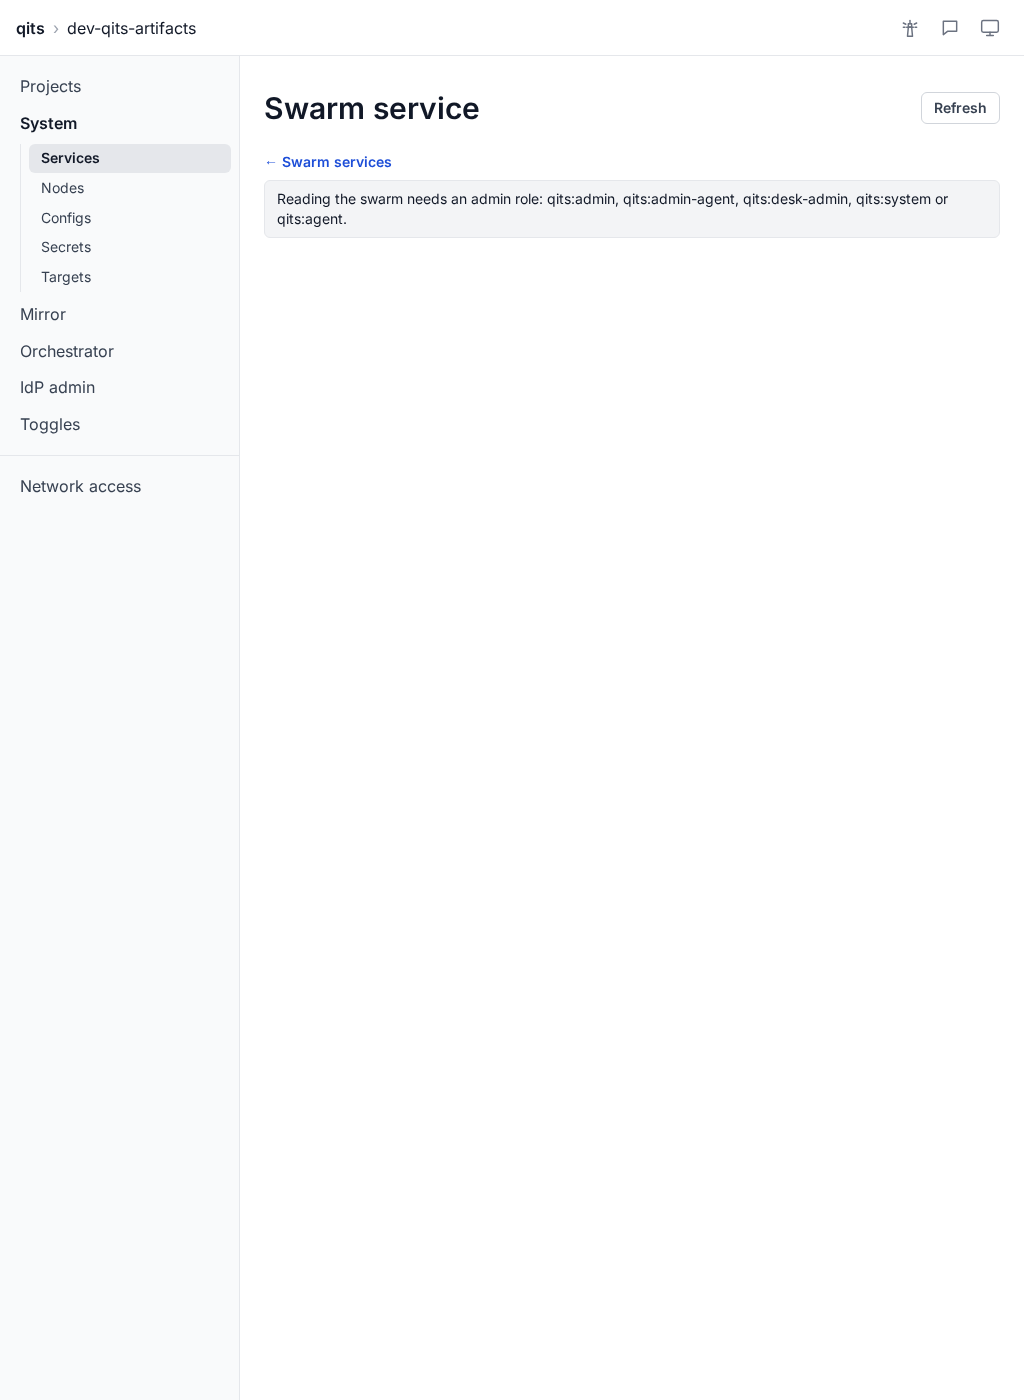 qits › dev-qits-artifacts
Projects
System
Services
Nodes
Configs
Secrets
Targets
Mirror
Orchestrator
IdP admin
Toggles
Network access
Swarm service
Refresh
← Swarm services
Reading the swarm needs an admin role: qits:admin, qits:admin-agent, qits:desk-admin, qits:system or
qits:agent.